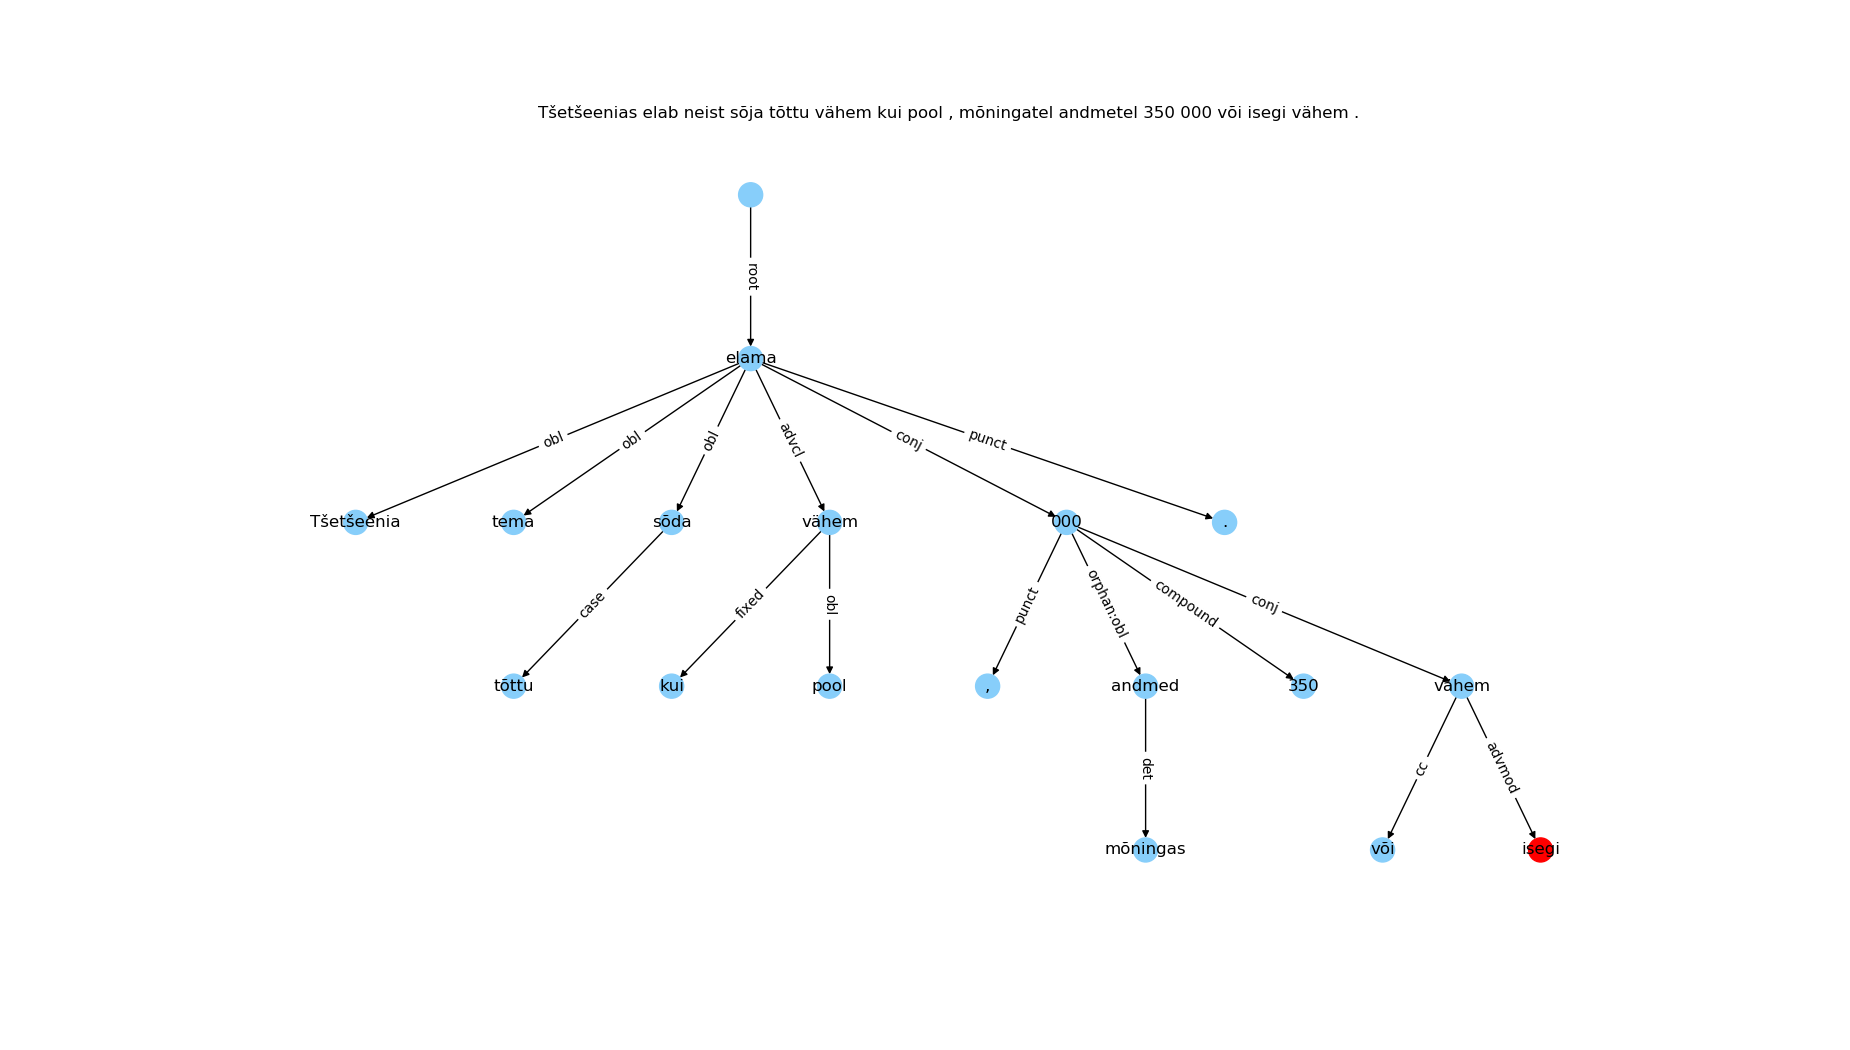 Tšetšeenias elab neist sõja tõttu vähem kui pool , mõningatel andmetel 350 000 või isegi vähem .
root
elama
obl obl obl advcl conj punct
Tšetšeenia tema sõda vähem 000 .
case fixed obl punct orphan:obl compound conj
tõttu kui pool , andmed 350 vähem
det cc advmod
mõningas või isegi